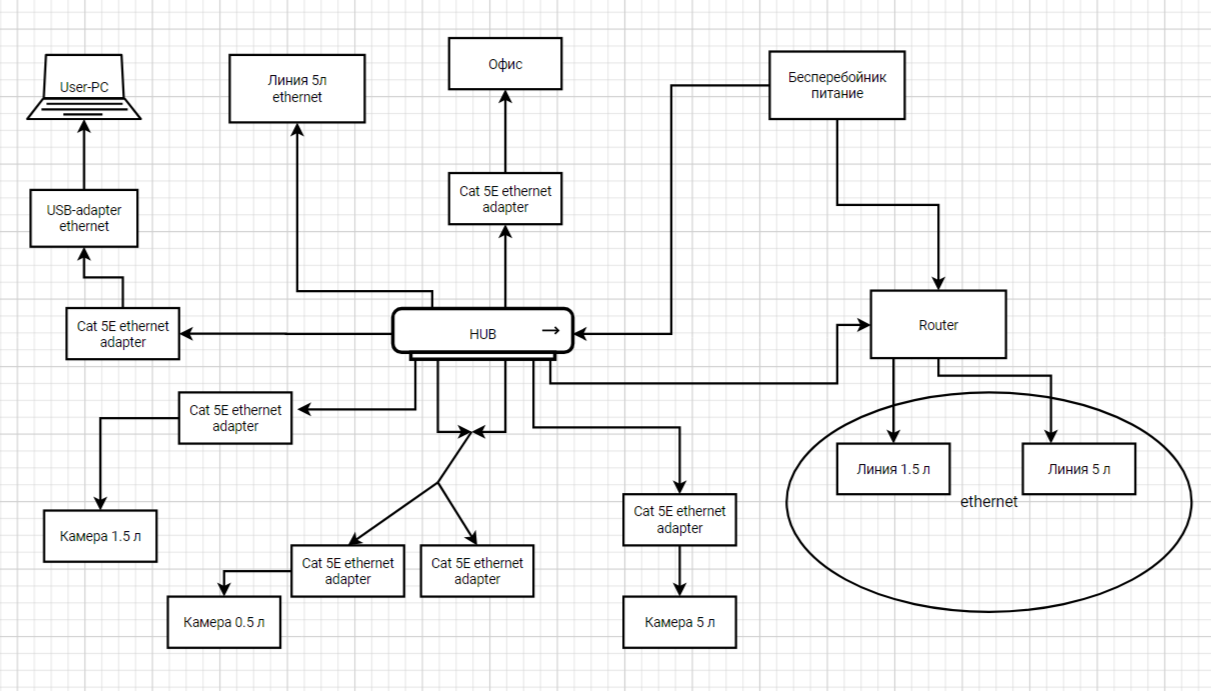 User-PC
Линия 5л
ethernet
Офис
Бесперебойник
питание
USB-adapter
ethernet
Cat 5E ethernet
adapter
Cat 5E ethernet
adapter
HUB
Router
Cat 5E ethernet
adapter
Линия 1.5 л
Линия 5 л
ethernet
Камера 1.5 л
Cat 5E ethernet
adapter
Cat 5E ethernet
adapter
Cat 5E ethernet
adapter
Камера 0.5 л
Камера 5 л